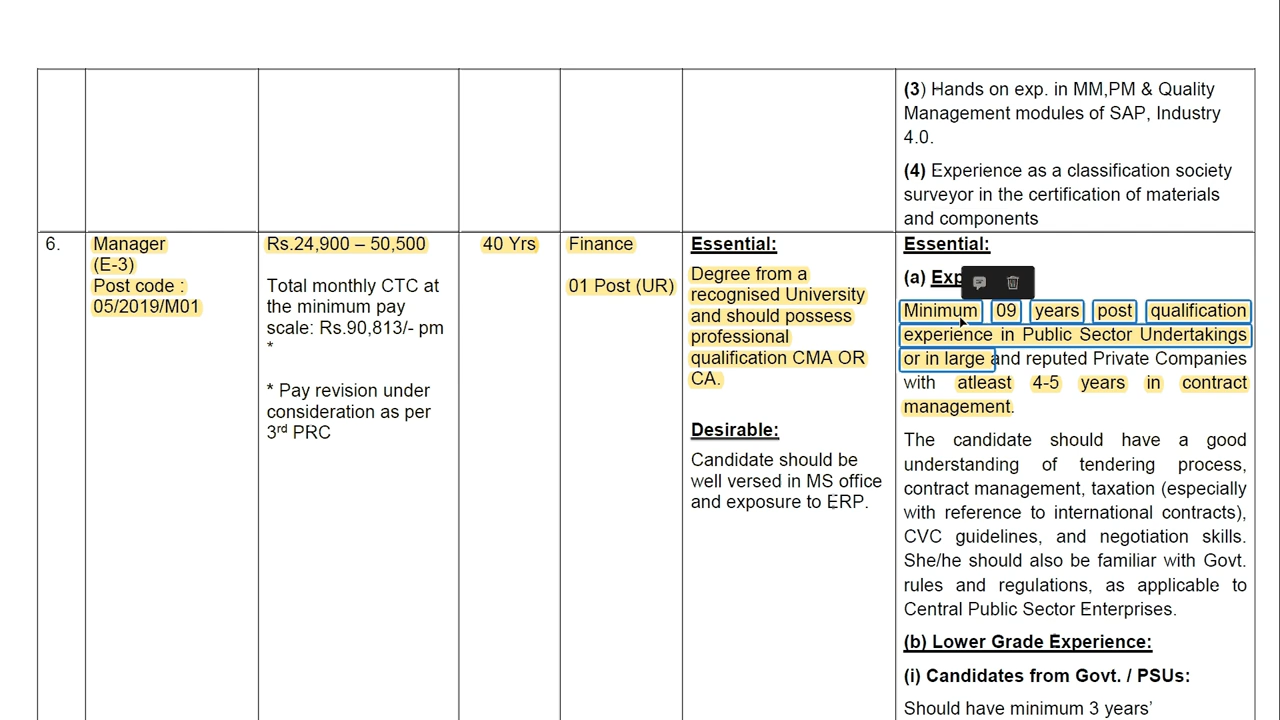 (3) Hands on exp. in MM,PM & Quality
Management modules of SAP, Industry
4.0.
(4) Experience as a classification society
surveyor in the certification of materials
and components
6.
Manager
(E-3)
Post code :
05/2019/M01
Rs.24,900 – 50,500
Total monthly CTC at
the minimum pay
scale: Rs.90,813/- pm
*
* Pay revision under
consideration as per
3rd PRC
40 Yrs
Finance
01 Post (UR)
Essential:
Degree from a
recognised University
and should possess
professional
qualification CMA OR
CA.
Desirable:
Candidate should be
well versed in MS office
and exposure to ERP.
Essential:
(a) Exp
Minimum 09 years post qualification
experience in Public Sector Undertakings
or in large and reputed Private Companies
with atleast 4-5 years in contract
management.
The candidate should have a good
understanding of tendering process,
contract management, taxation (especially
with reference to international contracts),
CVC guidelines, and negotiation skills.
She/he should also be familiar with Govt.
rules and regulations, as applicable to
Central Public Sector Enterprises.
(b) Lower Grade Experience:
(i) Candidates from Govt. / PSUs:
Should have minimum 3 years'